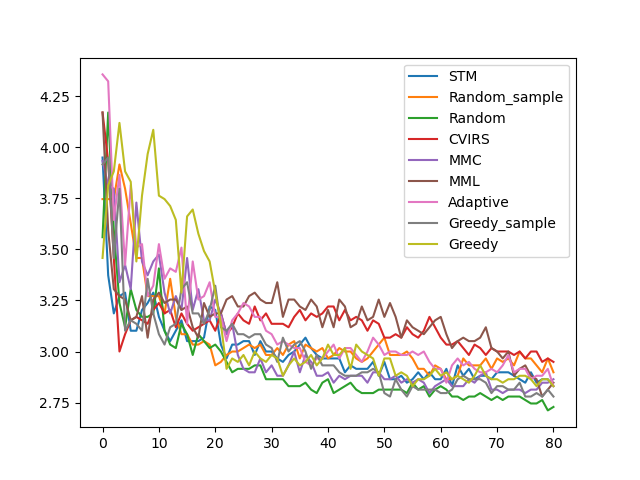 4.25
4.00
3.75
3.50
3.25
3.00
2.75
0 10 20 30 40 50 60 70 80
STM
Random_sample
Random
CVIRS
MMC
MML
Adaptive
Greedy_sample
Greedy